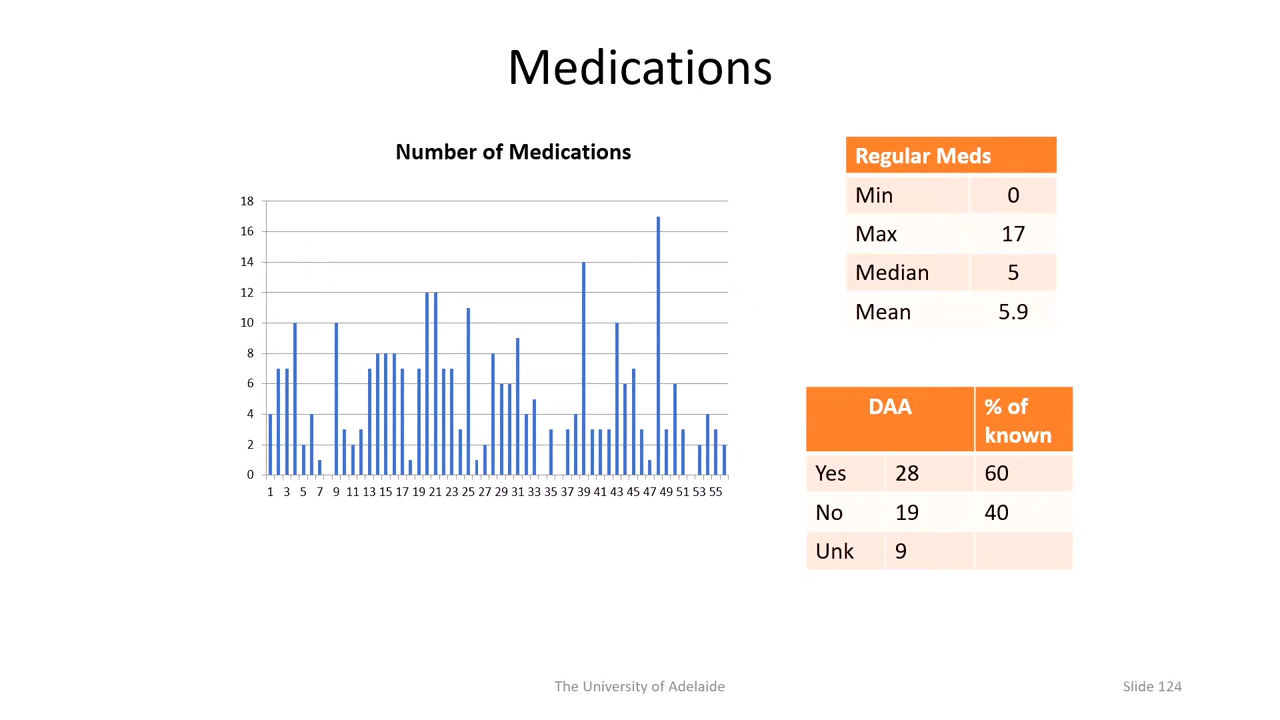 Medications
Number of Medications
18
16
14
12
10
8
6
4
2
0
1 3 5 7 9 11 13 15 17 19 21 23 25 27 29 31 33 35 37 39 41 43 45 47 49 51 53 55
Regular Meds
Min 0
Max 17
Median 5
Mean 5.9
DAA % of
known
Yes 28 60
No 19 40
Unk 9
The University of Adelaide
Slide 124